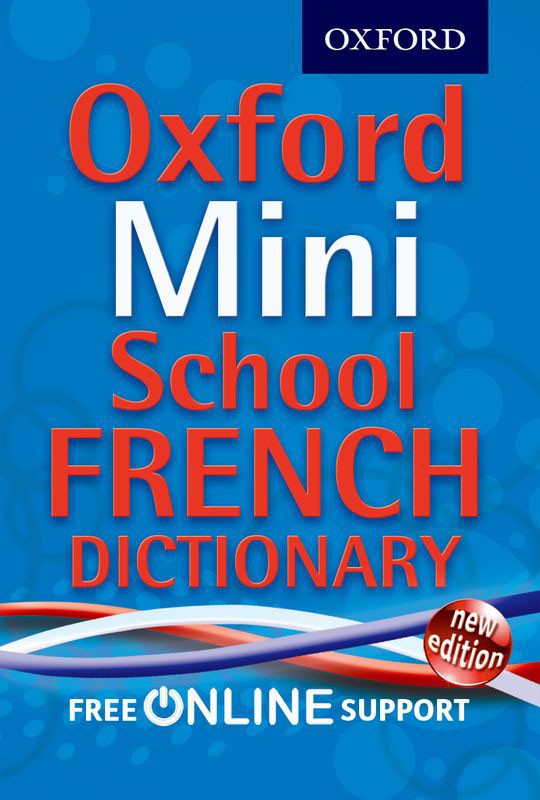 OXFORD
Oxford
Mini
School
FRENCH
DICTIONARY
new
edition
FREE ONLINE SUPPORT